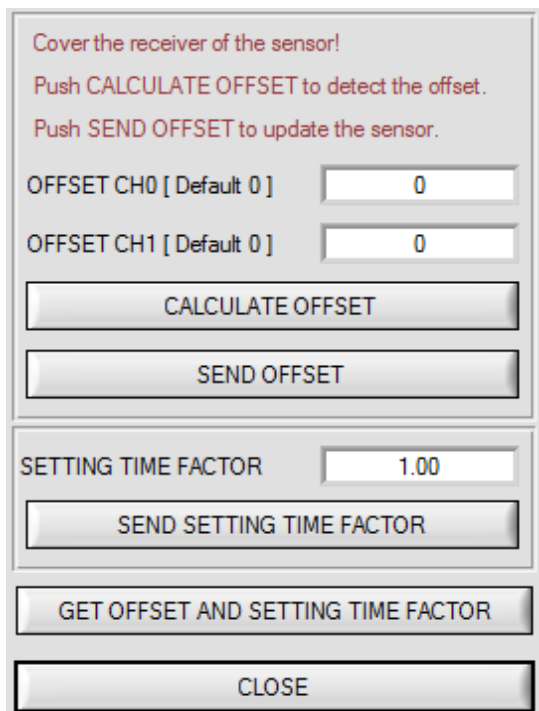 Cover the receiver of the sensor!
Push CALCULATE OFFSET to detect the offset.
Push SEND OFFSET to update the sensor.
OFFSET CH0 [ Default 0 ] 0
OFFSET CH1 [ Default 0 ] 0
CALCULATE OFFSET
SEND OFFSET
SETTING TIME FACTOR 1.00
SEND SETTING TIME FACTOR
GET OFFSET AND SETTING TIME FACTOR
CLOSE